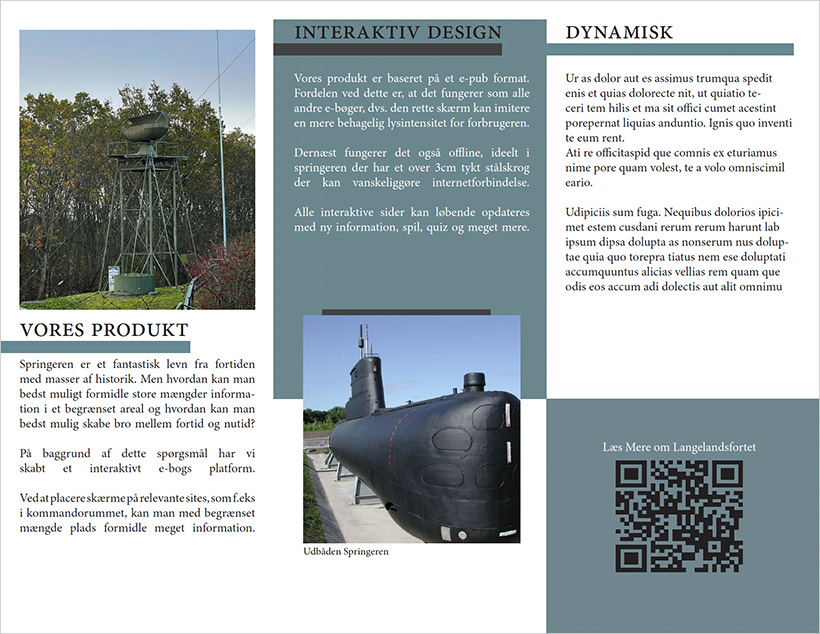 VORES PRODUKT
Springeren er et fantastisk levn fra fortiden
med masser af historik. Men hvordan kan man
bedst muligt formidle store mængder informa-
tion i et begrænset areal og hvordan kan man
bedst mulig skabe bro mellem fortid og nutid?
På baggrund af dette spørgsmål har vi
skabt et interaktivt e-bogs platform.
Ved at placere skærme på relevante sites, som f.eks
i kommandorummet, kan man med begrænset
mængde plads formidle meget information.
INTERAKTIV DESIGN
Vores produkt er baseret på et e-pub format.
Fordelen ved dette er, at det fungerer som alle
andre e-bøger, dvs. den rette skærm kan imitere
en mere behagelig lysintensitet for forbrugeren.
Dernæst fungerer det også offline, ideelt i
springeren der har et over 3cm tykt stålskrog
der kan vanskeliggøre internetforbindelse.
Alle interaktive sider kan løbende opdateres
med ny information, spil, quiz og meget mere.
Udbåden Springeren
DYNAMISK
Ur as dolor aut es assimus trumqua spedit
enis et quias dolorecte nit, ut quiatio te-
ceri tem hilis et ma sit offici cumet acestint
porepernat liquias anduntio. Ignis quo inventi
te eum rent.
Ati re officitaspid que comnis ex eturiamus
nime pore quam volest, te a volo omniscimil
eario.
Udipiciis sum fuga. Nequibus dolorios ipici-
met estem cusdani rerum rerum harunt lab
ipsum dipsa dolupta as nonserum nus dolup-
tae quia quo torepra tiatus nem ese doluptati
accumquuntus alicias vellias rem quam que
odis eos accum adi dolectis aut alit omnimu
Læs Mere om Langelandsfortet